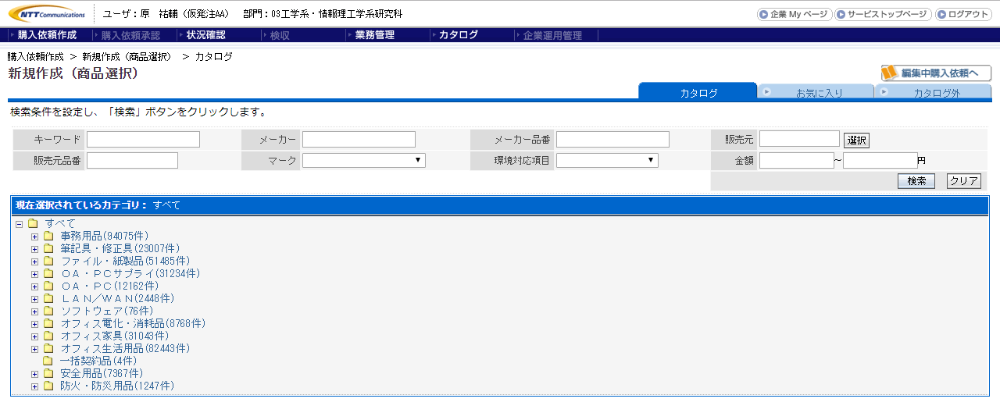 NTT Communications ユーザ：原　祐輔（仮発注AA）　部門：03工学系・情報理工学系研究科 企業 My ページ サービストップページ ログアウト
購入依頼作成 購入依頼承認 状況確認 検収 業務管理 カタログ 企業運用管理
購入依頼作成 ＞ 新規作成（商品選択） ＞ カタログ
新規作成（商品選択）
編集中購入依頼へ
カタログ お気に入り カタログ外
検索条件を設定し、「検索」ボタンをクリックします。
キーワード メーカー メーカー品番 販売元 選択
販売元品番 マーク 環境対応項目 金額 ～ 円
検索 クリア
現在選択されているカテゴリ： すべて
すべて
事務用品(94075件)
筆記具・修正具(23007件)
ファイル・紙製品(51485件)
ＯＡ・ＰＣサプライ(31234件)
ＯＡ・ＰＣ(12162件)
ＬＡＮ／ＷＡＮ(2448件)
ソフトウェア(76件)
オフィス電化・消耗品(8768件)
オフィス家具(31043件)
オフィス生活用品(82443件)
一括契約品(4件)
安全用品(7367件)
防火・防災用品(1247件)